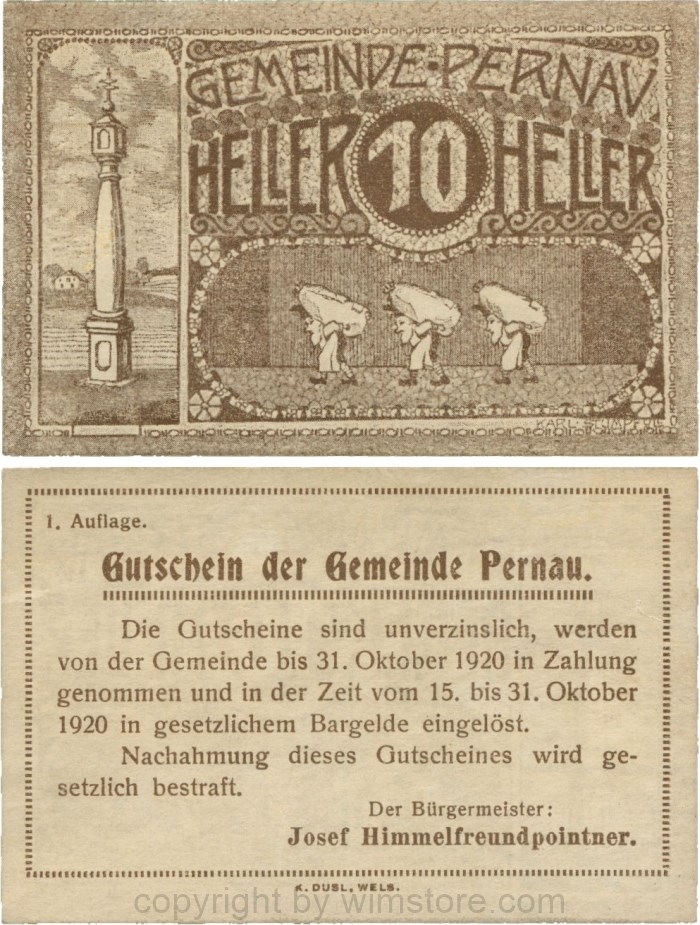 GEMEINDE·PERNAU
HELLER 10 HELLER
1. Auflage.
Gutschein der Gemeinde Pernau.
Die Gutscheine sind unverzinslich, werden
von der Gemeinde bis 31. Oktober 1920 in Zahlung
genommen und in der Zeit vom 15. bis 31. Oktober
1920 in gesetzlichem Bargelde eingelöst.
Nachahmung dieses Gutscheines wird ge-
setzlich bestraft.
Der Bürgermeister:
Josef Himmelfreundpointner.
K. DUSL, WELS.
copyright by wimstore.com